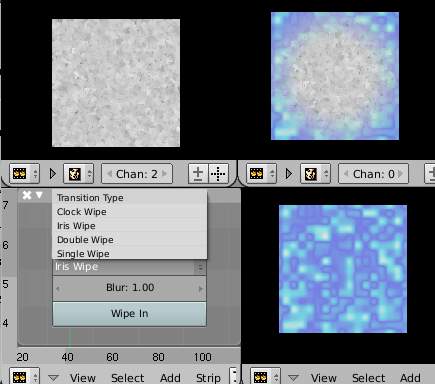 Chan: 2
Chan: 0
7
6
5
4
Transition Type
Clock Wipe
Iris Wipe
Double Wipe
Single Wipe
Iris Wipe
Blur: 1.00
Wipe In
20 40 60 80 100
View Select Add Strip
View Select Add